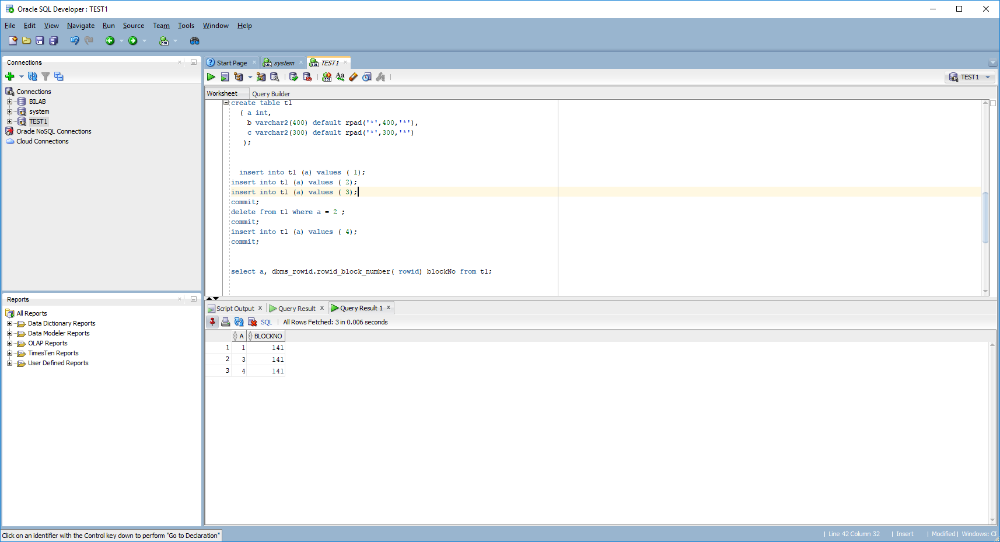 Oracle SQL Developer : TEST1
File Edit View Navigate Run Source Team Tools Window Help
Connections
Connections
BILAB
system
TEST1
Oracle NoSQL Connections
Cloud Connections
Reports
All Reports
Data Dictionary Reports
Data Modeler Reports
OLAP Reports
TimesTen Reports
User Defined Reports
Start Page system TEST1
TEST1
Worksheet Query Builder
create table t1
( a int,
b varchar2(400) default rpad('*',400,'*'),
c varchar2(300) default rpad('*',300,'*')
);
insert into t1 (a) values ( 1);
insert into t1 (a) values ( 2);
insert into t1 (a) values ( 3);
commit;
delete from t1 where a = 2 ;
commit;
insert into t1 (a) values ( 4);
commit;
select a, dbms_rowid.rowid_block_number( rowid) blockNo from t1;
Script Output x Query Result x Query Result 1 x
SQL | All Rows Fetched: 3 in 0.006 seconds
A BLOCKNO
1 1 141
2 3 141
3 4 141
Click on an identifier with the Control key down to perform "Go to Declaration"
| Line 42 Column 32 | Insert | Modified | Windows: CF